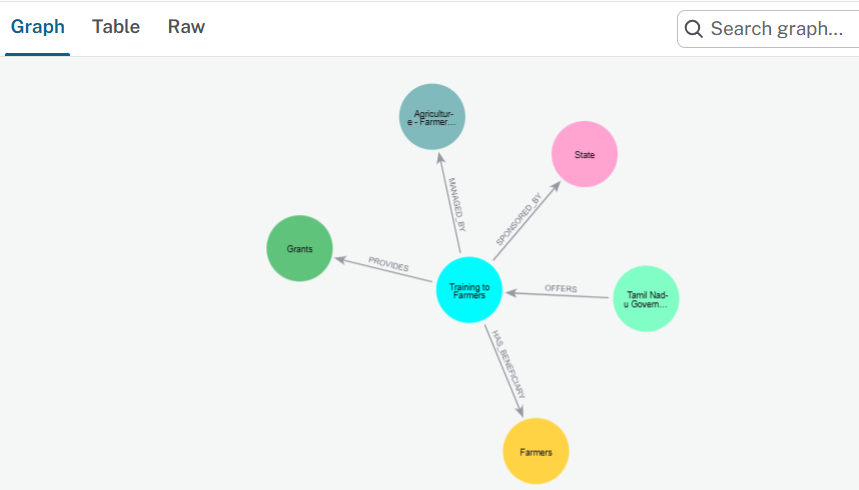 Graph Table Raw
Search graph...
Agricultur-
e - Farmer...
State
MANAGED_BY
SPONSORED_BY
Grants
PROVIDES
Training to
Farmers
OFFERS
Tamil Nad-
u Govern...
HAS_BENEFICIARY
Farmers